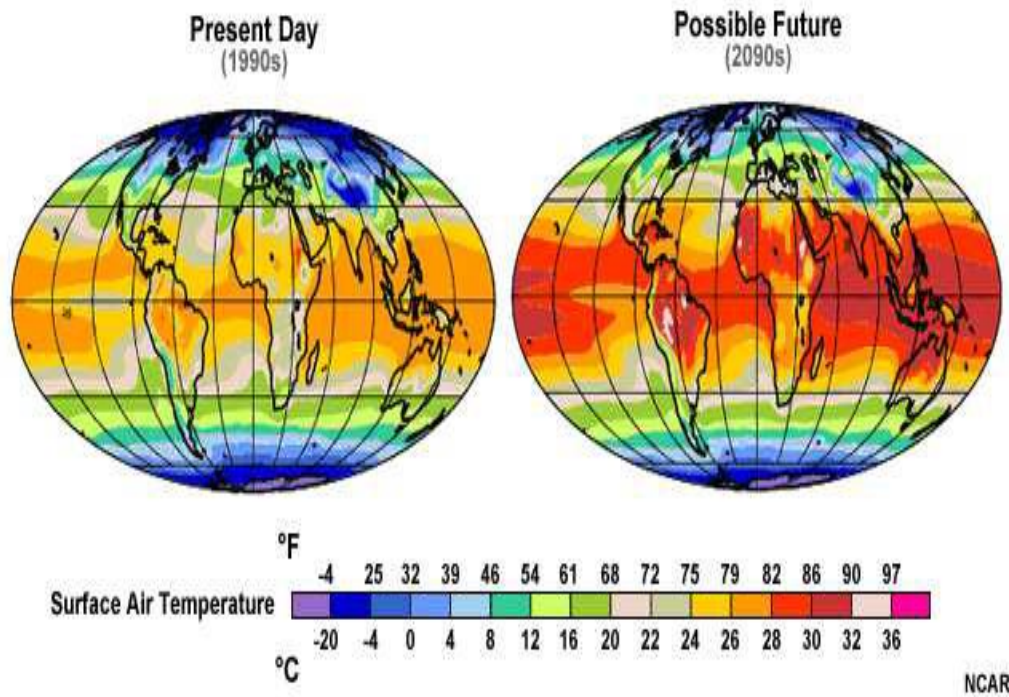 Present Day
(1990s)
Possible Future
(2090s)
°F
-4 25 32 39 46 54 61 68 72 75 79 82 86 90 97
Surface Air Temperature
-20 -4 0 4 8 12 16 20 22 24 26 28 30 32 36
°C
NCAR